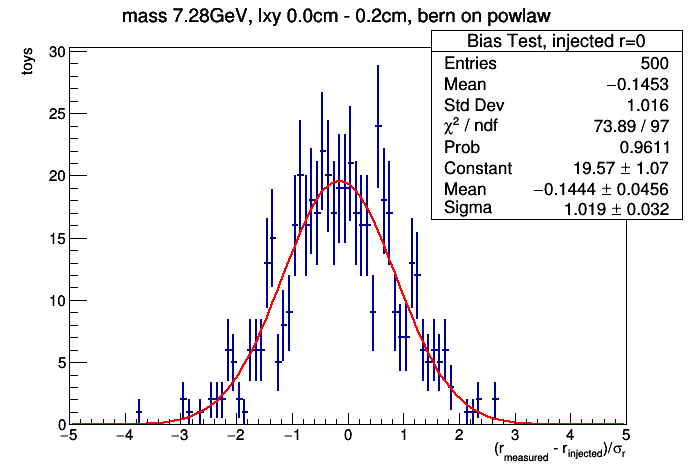 mass 7.28GeV, lxy 0.0cm - 0.2cm, bern on powlaw
Bias Test, injected r=0
Entries 500
Mean −0.1453
Std Dev 1.016
χ² / ndf 73.89 / 97
Prob 0.9611
Constant 19.57 ± 1.07
Mean −0.1444 ± 0.0456
Sigma 1.019 ± 0.032
toys
30
25
20
15
10
5
0
−5 −4 −3 −2 −1 0 1 2 3 4 5
(r_measured - r_injected)/σ_r